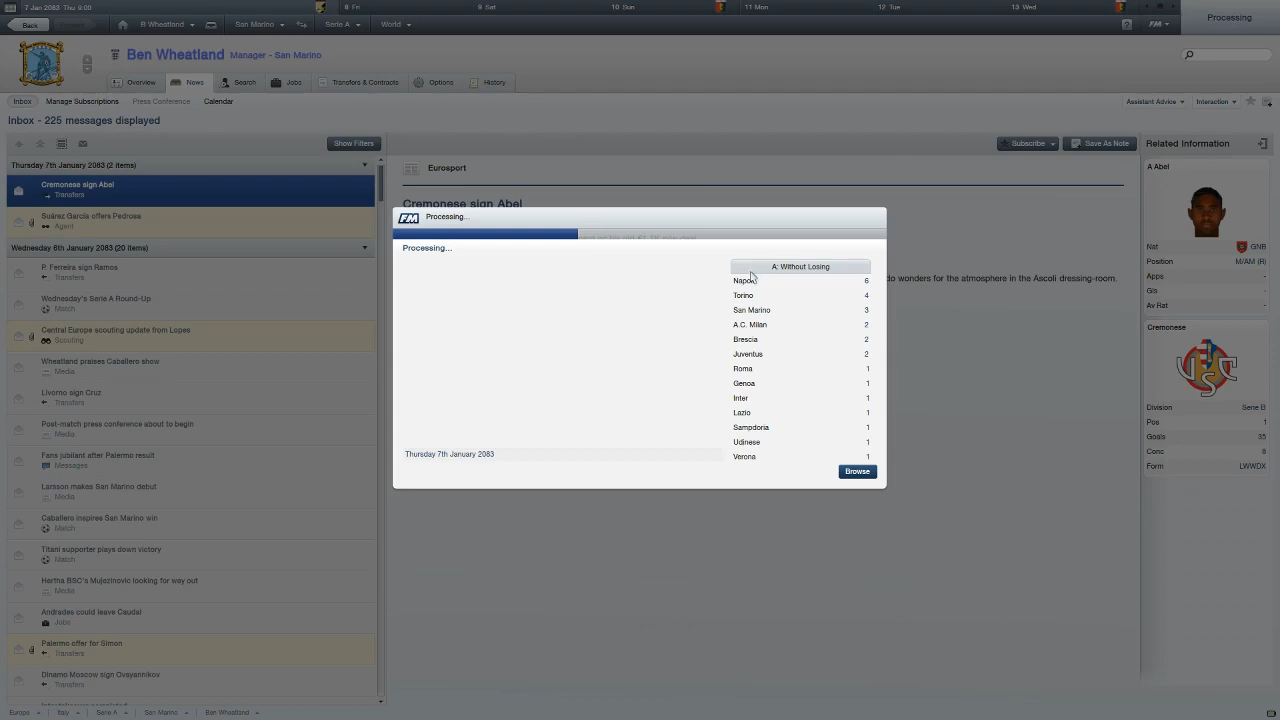 7 Jan 2083 Thu 9:00
8 Fri
9 Sat
10 Sun
11 Mon
12 Tue
13 Wed
Processing
Back
B Wheatland
San Marino
Serie A
World
FM
Ben Wheatland Manager - San Marino
Overview
News
Search
Jobs
Transfers & Contracts
Options
History
Inbox
Manage Subscriptions
Press Conference
Calendar
Assistant Advice
Interaction
Inbox - 225 messages displayed
Show Filters
Subscribe
Save As Note
Related Information
Thursday 7th January 2083 (2 items)
Cremonese sign Abel
Transfers
Suárez García offers Pedrosa
Agent
Wednesday 6th January 2083 (20 items)
P. Ferreira sign Ramos
Transfers
Wednesday's Serie A Round-Up
Match
Central Europe scouting update from Lopes
Scouting
Wheatland praises Caballero show
Media
Livorno sign Cruz
Transfers
Post-match press conference about to begin
Media
Fans jubilant after Palermo result
Messages
Larsson makes San Marino debut
Media
Caballero inspires San Marino win
Match
Titani supporter plays down victory
Match
Hertha BSC's Mujezinovic looking for way out
Media
Andrades could leave Caudal
Jobs
Palermo offer for Simon
Transfers
Dinamo Moscow sign Ovsyannikov
Transfers
Eurosport
Cremonese sign Abel
do wonders for the atmosphere in the Ascoli dressing-room.
FM Processing...
Processing...
A: Without Losing
Napoli 6
Torino 4
San Marino 3
A.C. Milan 2
Brescia 2
Juventus 2
Roma 1
Genoa 1
Inter 1
Lazio 1
Sampdoria 1
Udinese 1
Verona 1
Thursday 7th January 2083
Browse
A Abel
Nat GNB
Position M/AM (R)
Apps -
Gls -
Av Rat -
Cremonese
Division Serie B
Pos 1
Goals 35
Conc 8
Form LWWDX
Europe
Italy
Serie A
San Marino
Ben Wheatland